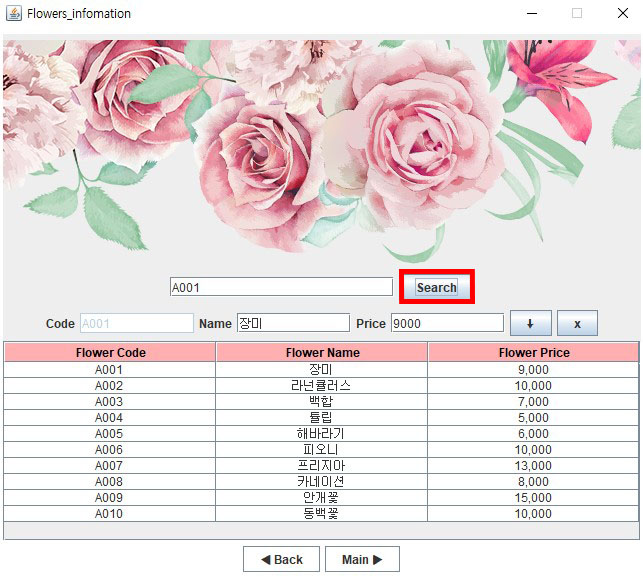 Flowers_infomation
A001 Search
Code A001 Name 장미 Price 9000 ↓ x
Flower Code Flower Name Flower Price
A001 장미 9,000
A002 라넌큘러스 10,000
A003 백합 7,000
A004 튤립 5,000
A005 해바라기 6,000
A006 피오니 10,000
A007 프리지아 13,000
A008 카네이션 8,000
A009 안개꽃 15,000
A010 동백꽃 10,000
◀ Back Main ▶